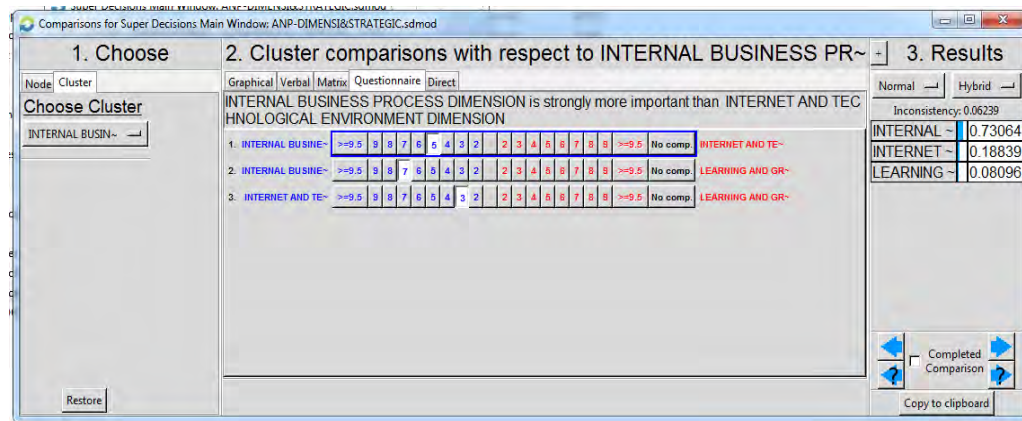 Super Decisions Main Window: ANP-DIMENSI&STRATEGIC.sdmod
Comparisons for Super Decisions Main Window: ANP-DIMENSI&STRATEGIC.sdmod
1. Choose
Node Cluster
Choose Cluster
INTERNAL BUSIN~
Restore
2. Cluster comparisons with respect to INTERNAL BUSINESS PR~
Graphical Verbal Matrix Questionnaire Direct
INTERNAL BUSINESS PROCESS DIMENSION is strongly more important than INTERNET AND TEC
HNOLOGICAL ENVIRONMENT DIMENSION
1. INTERNAL BUSINE~ >=9.5 9 8 7 6 5 4 3 2 2 3 4 5 6 7 8 9 >=9.5 No comp. INTERNET AND TE~
2. INTERNAL BUSINE~ >=9.5 9 8 7 6 5 4 3 2 2 3 4 5 6 7 8 9 >=9.5 No comp. LEARNING AND GR~
3. INTERNET AND TE~ >=9.5 9 8 7 6 5 4 3 2 2 3 4 5 6 7 8 9 >=9.5 No comp. LEARNING AND GR~
+ 3. Results
Normal Hybrid
Inconsistency: 0.06239
INTERNAL ~ 0.73064
INTERNET ~ 0.18839
LEARNING ~ 0.08096
Completed
Comparison
? ?
Copy to clipboard